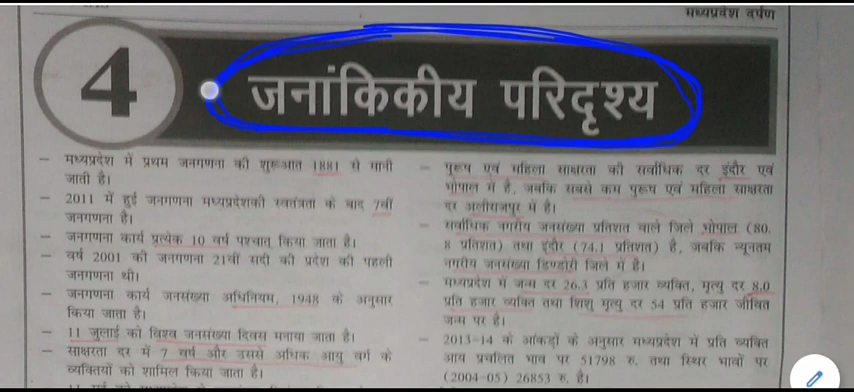 मध्यप्रदेश दर्पण
4
जनांकिकीय परिदृश्य
– मध्यप्रदेश में प्रथम जनगणना की शुरूआत 1881 से मानी
जाती है।
– 2011 में हुई जनगणना मध्यप्रदेशकी स्वतंत्रता के बाद 7वीं
जनगणना है।
– जनगणना कार्य प्रत्येक 10 वर्ष पश्चात् किया जाता है।
– वर्ष 2001 की जनगणना 21वीं सदी की प्रदेश की पहली
जनगणना थी।
– जनगणना कार्य जनसंख्या अधिनियम, 1948 के अनुसार
किया जाता है।
– 11 जुलाई को विश्व जनसंख्या दिवस मनाया जाता है।
– साक्षरता दर में 7 वर्ष और उससे अधिक आयु वर्ग के
व्यक्तियों को शामिल किया जाता है।
– पुरूष एवं महिला साक्षरता की सर्वाधिक दर इंदौर एवं
भोपाल में है, जबकि सबसे कम पुरूष एवं महिला साक्षरता
दर अलीराजपुर में है।
– सर्वाधिक नगरीय जनसंख्या प्रतिशत वाले जिले भोपाल (80.
8 प्रतिशत) तथा इंदौर (74.1 प्रतिशत) है, जबकि न्यूनतम
नगरीय जनसंख्या डिण्डोरी जिले में है।
– मध्यप्रदेश में जन्म दर 26.3 प्रति हजार व्यक्ति, मृत्यु दर 8.0
प्रति हजार व्यक्ति तथा शिशु मृत्यु दर 54 प्रति हजार जीवित
जन्म पर है।
– 2013-14 के आंकड़ों के अनुसार मध्यप्रदेश में प्रति व्यक्ति
आय प्रचलित भाव पर 51798 रु. तथा स्थिर भावों पर
(2004-05) 26853 रु. है।